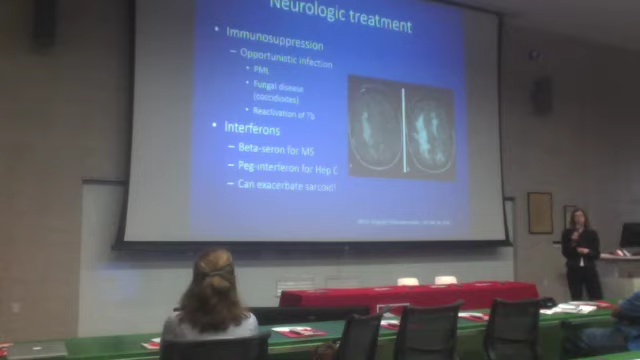 Neurologic treatment
• Immunosuppression
– Opportunistic infection
• PML
• Fungal disease
(coccidiodes)
• Reactivation of Tb
• Interferons
– Beta-seron for MS
– Peg-interferon for Hep C
– Can exacerbate sarcoid!